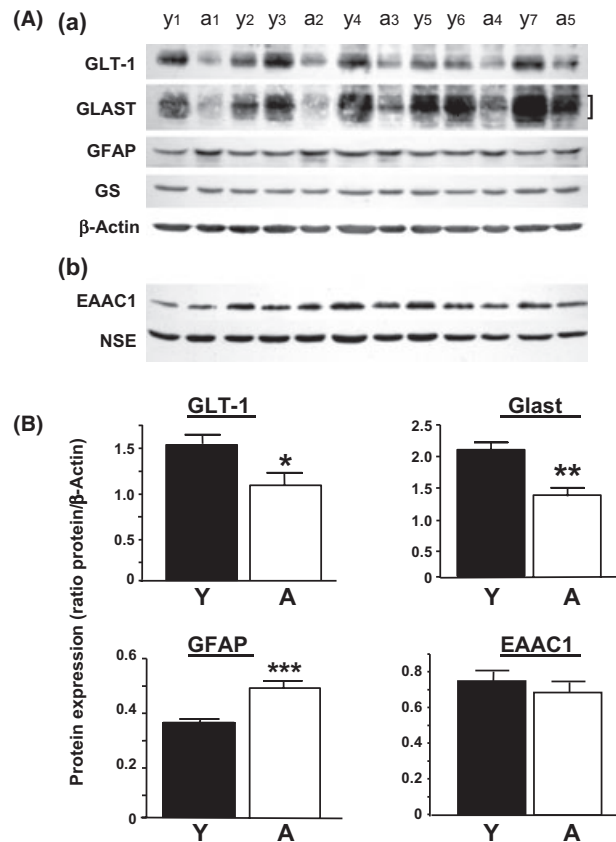 (A) (a) y1 a1 y2 y3 a2 y4 a3 y5 y6 a4 y7 a5
GLT-1
GLAST
GFAP
GS
β-Actin
(b)
EAAC1
NSE
(B)
Protein expression (ratio protein/β-Actin)
GLT-1
1.5
1.0
0.5
0
*
Y A
Glast
2.5
2.0
1.5
1.0
0.5
0
**
Y A
GFAP
0.6
0.4
0.2
0
***
Y A
EAAC1
0.8
0.6
0.4
0.2
0
Y A